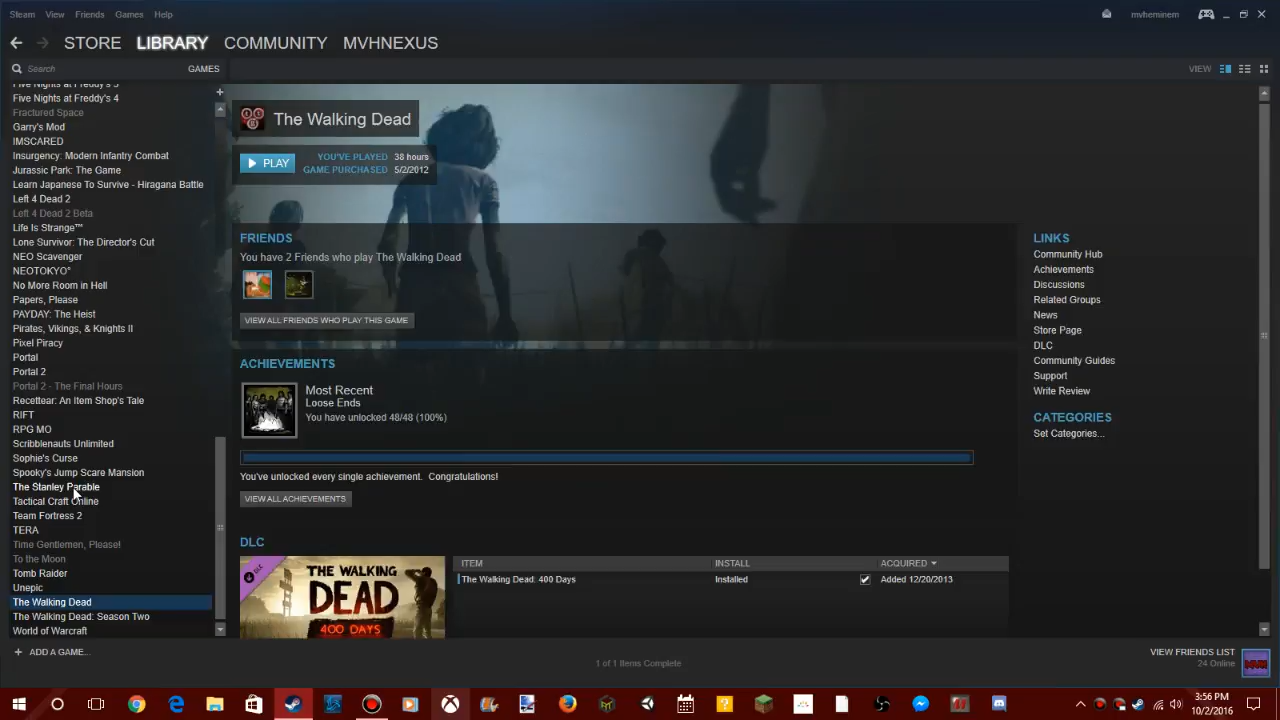 Steam View Friends Games Help mvheminem
STORE LIBRARY COMMUNITY MVHNEXUS
Search GAMES VIEW
Five Nights at Freddy's 3
Five Nights at Freddy's 4
Fractured Space
Garry's Mod
IMSCARED
Insurgency: Modern Infantry Combat
Jurassic Park: The Game
Learn Japanese To Survive - Hiragana Battle
Left 4 Dead 2
Left 4 Dead 2 Beta
Life Is Strange™
Lone Survivor: The Director's Cut
NEO Scavenger
NEOTOKYO°
No More Room in Hell
Papers, Please
PAYDAY: The Heist
Pirates, Vikings, & Knights II
Pixel Piracy
Portal
Portal 2
Portal 2 - The Final Hours
Recettear: An Item Shop's Tale
RIFT
RPG MO
Scribblenauts Unlimited
Sophie's Curse
Spooky's Jump Scare Mansion
The Stanley Parable
Tactical Craft Online
Team Fortress 2
TERA
Time Gentlemen, Please!
To the Moon
Tomb Raider
Unepic
The Walking Dead
The Walking Dead: Season Two
World of Warcraft
+ ADD A GAME...
The Walking Dead
PLAY
YOU'VE PLAYED 38 hours
GAME PURCHASED 5/2/2012
FRIENDS
You have 2 Friends who play The Walking Dead
VIEW ALL FRIENDS WHO PLAY THIS GAME
ACHIEVEMENTS
Most Recent
Loose Ends
You have unlocked 48/48 (100%)
You've unlocked every single achievement. Congratulations!
VIEW ALL ACHIEVEMENTS
DLC
THE WALKING
DEAD
400 DAYS
ITEM INSTALL ACQUIRED
The Walking Dead: 400 Days Installed Added 12/20/2013
LINKS
Community Hub
Achievements
Discussions
Related Groups
News
Store Page
DLC
Community Guides
Support
Write Review
CATEGORIES
Set Categories...
1 of 1 Items Complete
VIEW FRIENDS LIST
24 Online
3:56 PM
10/2/2016